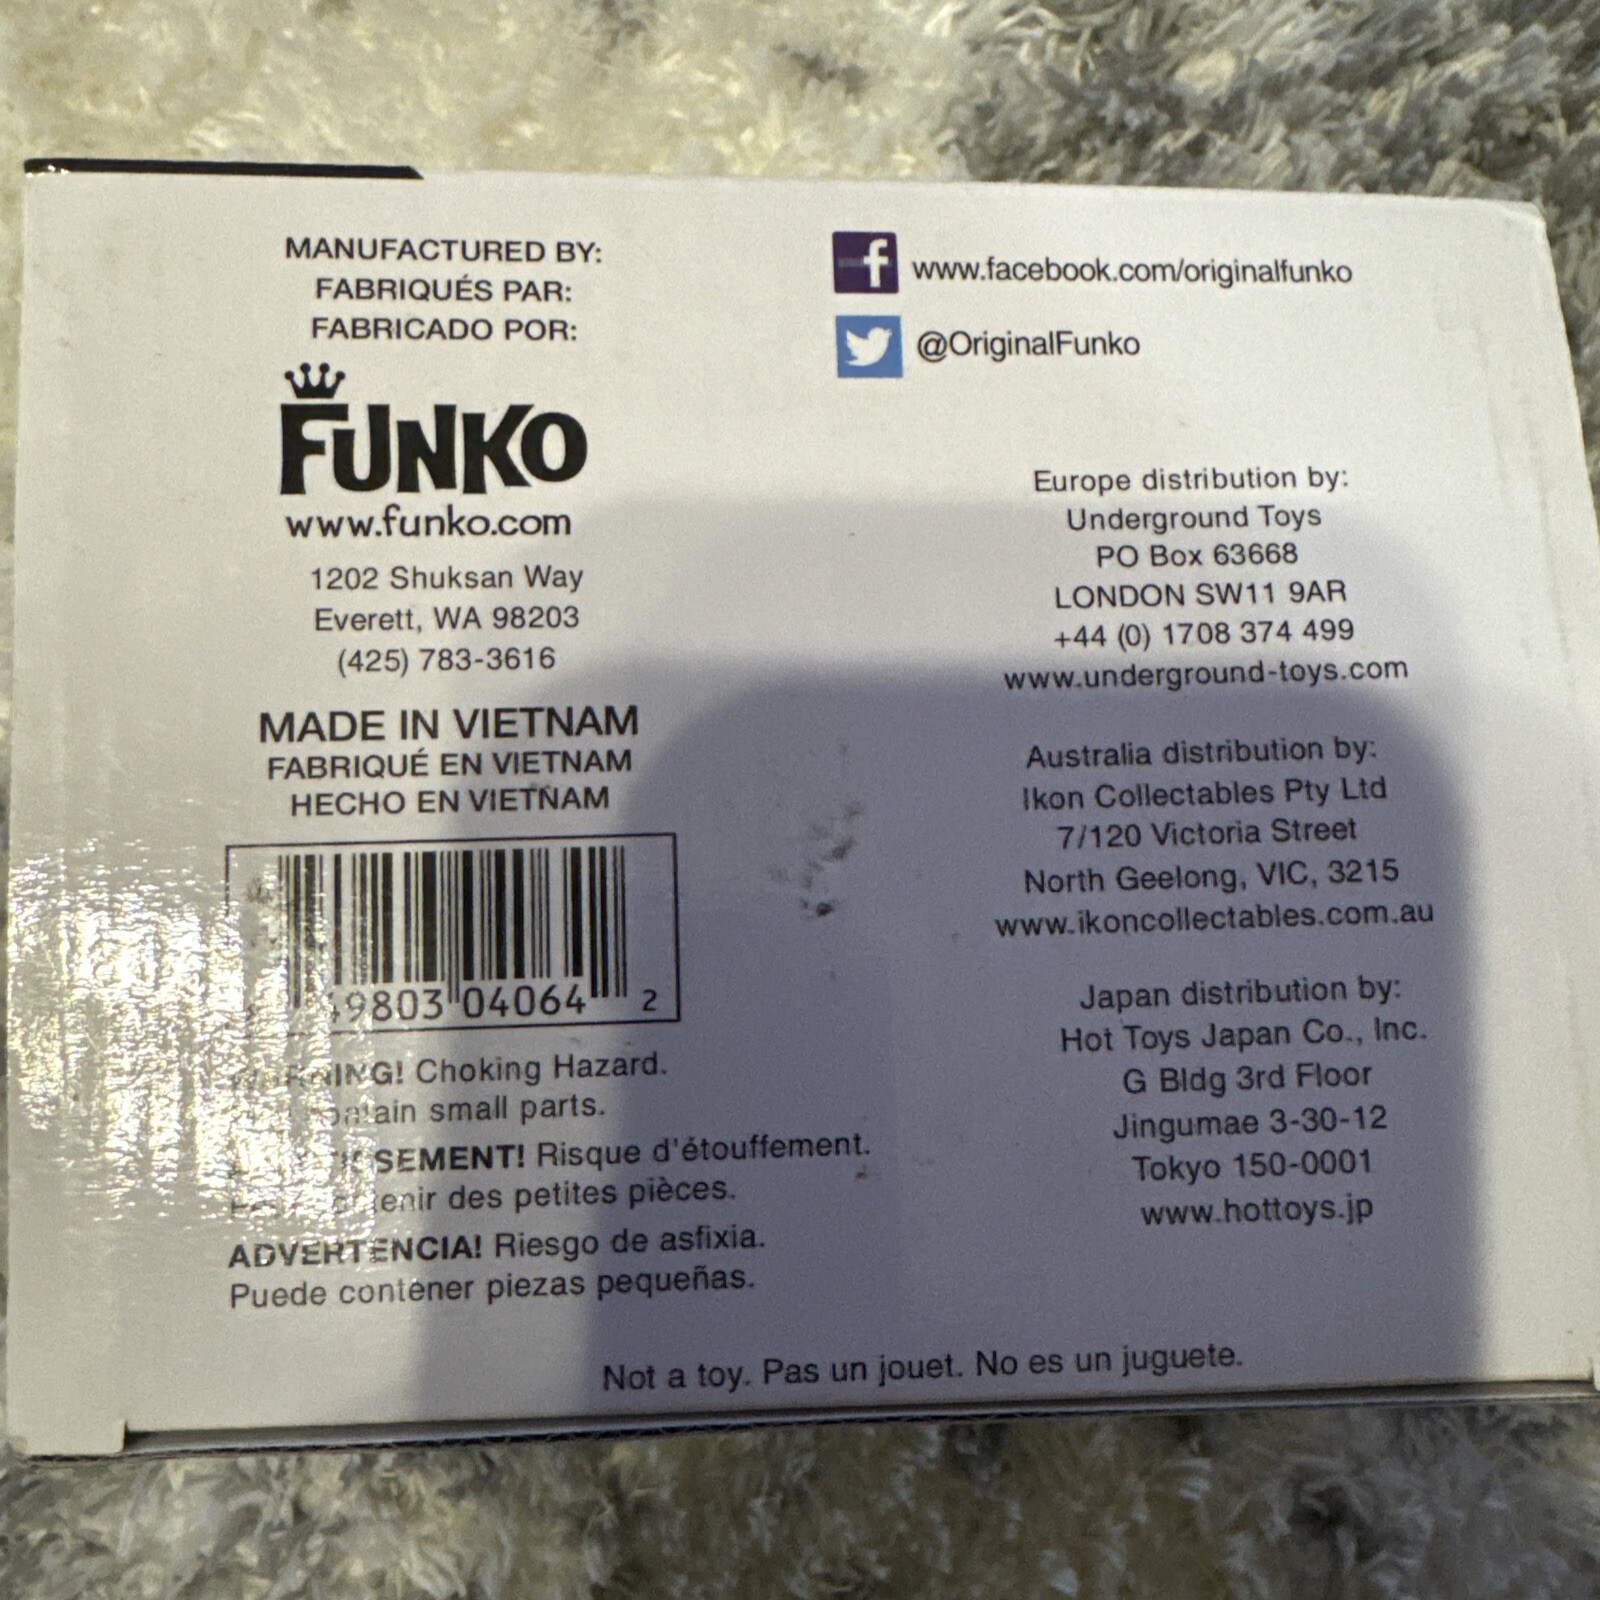 MANUFACTURED BY:
FABRIQUÉS PAR:
FABRICADO POR:
FUNKO
www.funko.com
1202 Shuksan Way
Everett, WA 98203
(425) 783-3616
MADE IN VIETNAM
FABRIQUÉ EN VIETNAM
HECHO EN VIETNAM
49803 04064 2
WARNING! Choking Hazard.
small parts.
Risque d'étouffement.
des petites pièces.
ADVERTENCIA! Riesgo de asfixia.
Puede contener piezas pequeñas.
f www.facebook.com/originalfunko
@OriginalFunko
Europe distribution by:
Underground Toys
PO Box 63668
LONDON SW11 9AR
+44 (0) 1708 374 499
www.underground-toys.com
Australia distribution by:
Ikon Collectables Pty Ltd
7/120 Victoria Street
North Geelong, VIC, 3215
www.ikoncollectables.com.au
Japan distribution by:
Hot Toys Japan Co., Inc.
G Bldg 3rd Floor
Jingumae 3-30-12
Tokyo 150-0001
www.hottoys.jp
Not a toy. Pas un jouet. No es un juguete.